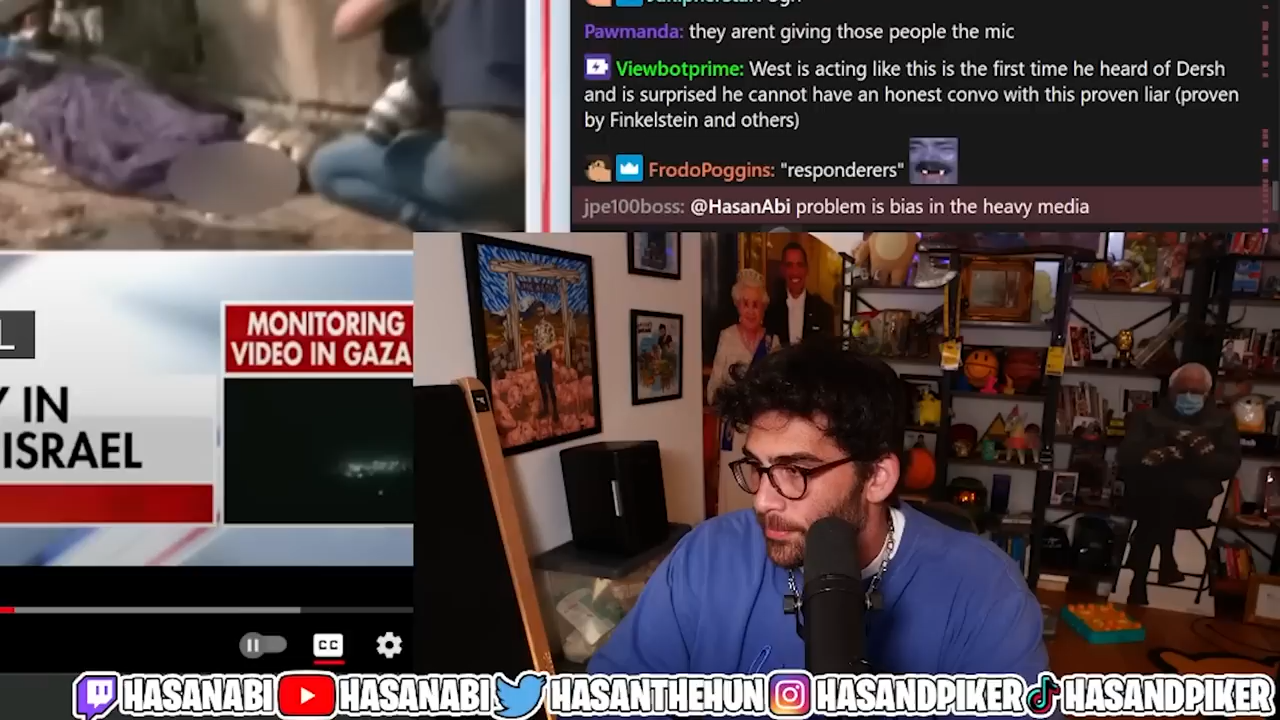 Pawmanda: they arent giving those people the mic
Viewbotprime: West is acting like this is the first time he heard of Dersh
and is surprised he cannot have an honest convo with this proven liar (proven
by Finkelstein and others)
FrodoPoggins: "responderers"
jpe100boss: @HasanAbi problem is bias in the heavy media
L
MONITORING
VIDEO IN GAZA
Y IN
ISRAEL
CC
HASANABI HASANABI HASANTHEHUN HASANDPIKER HASANDPIKER